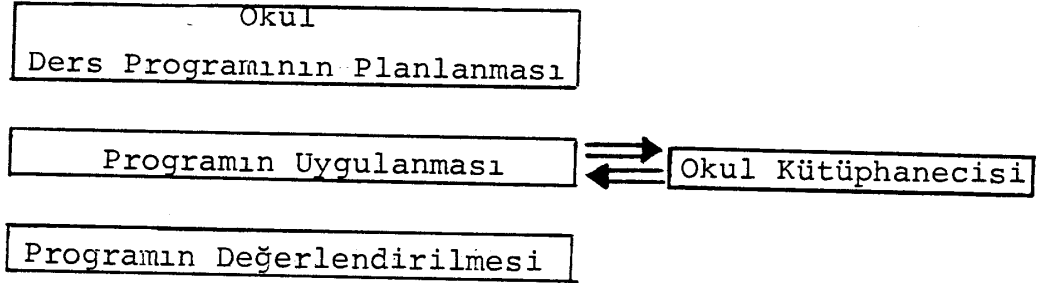 Okul
Ders Programının Planlanması
Programın Uygulanması
Okul Kütüphanecisi
Programın Değerlendirilmesi